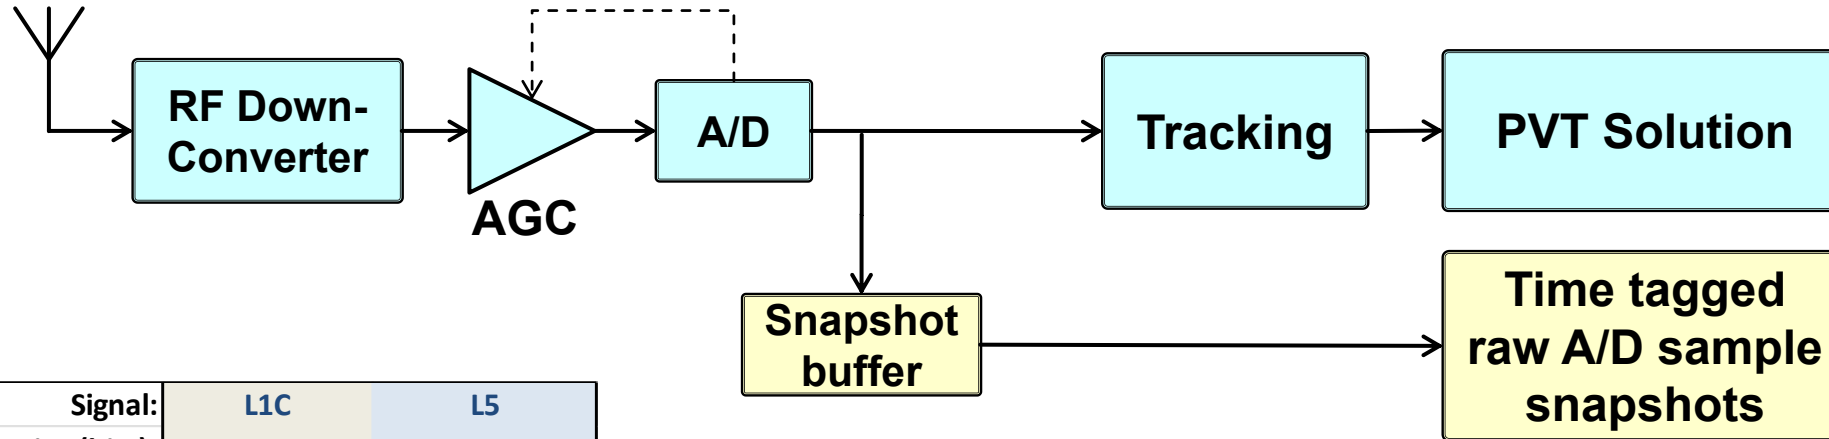 RF Down-
Converter
AGC
A/D
Tracking
PVT Solution
Snapshot
buffer
Time tagged
raw A/D sample
snapshots
Signal: L1C L5